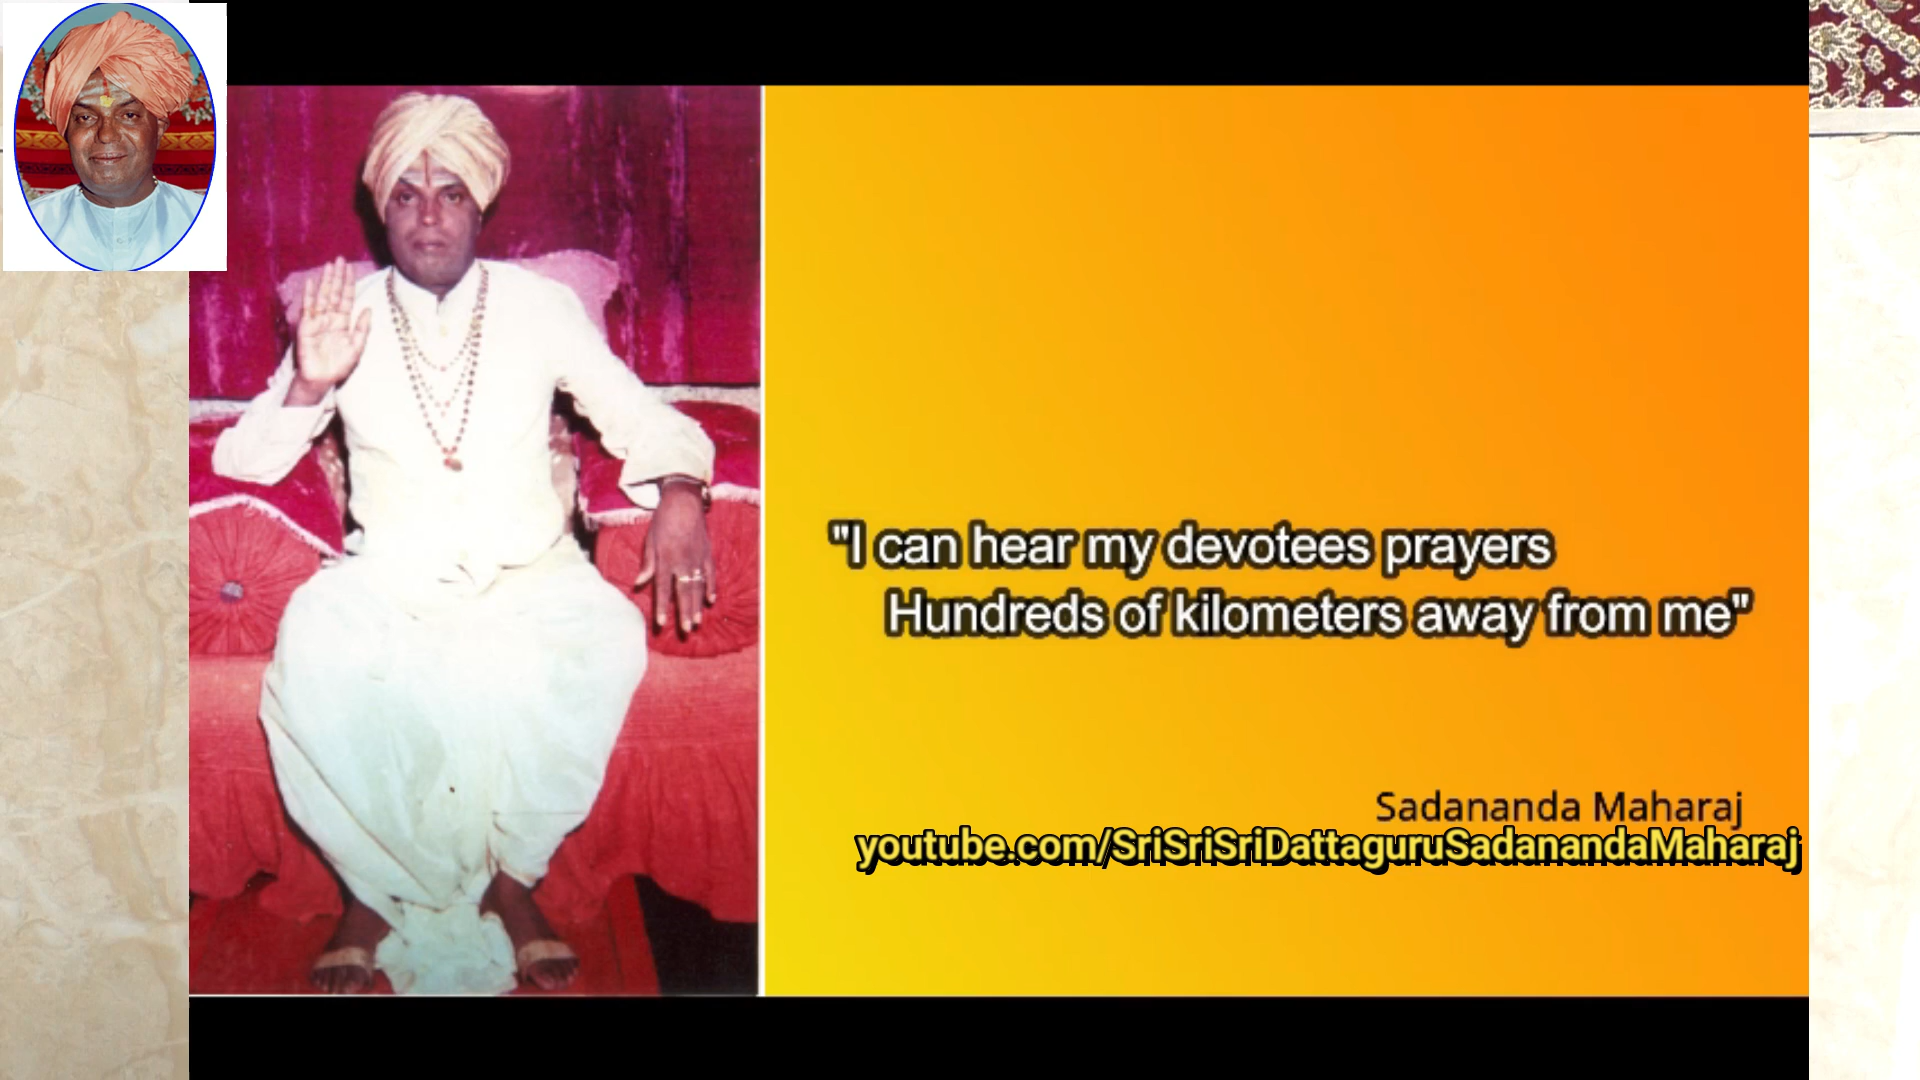 "I can hear my devotees prayers
Hundreds of kilometers away from me"
Sadananda Maharaj
youtube.com/SriSriSriDattaguruSadanandaMaharaj